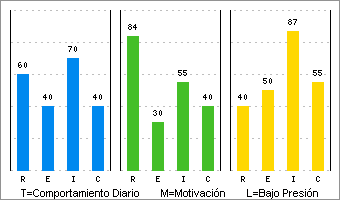 60 40 70 40
84 30 55 40
40 50 87 55
R E I C R E I C R E I C
T=Comportamiento Diario M=Motivación L=Bajo Presión